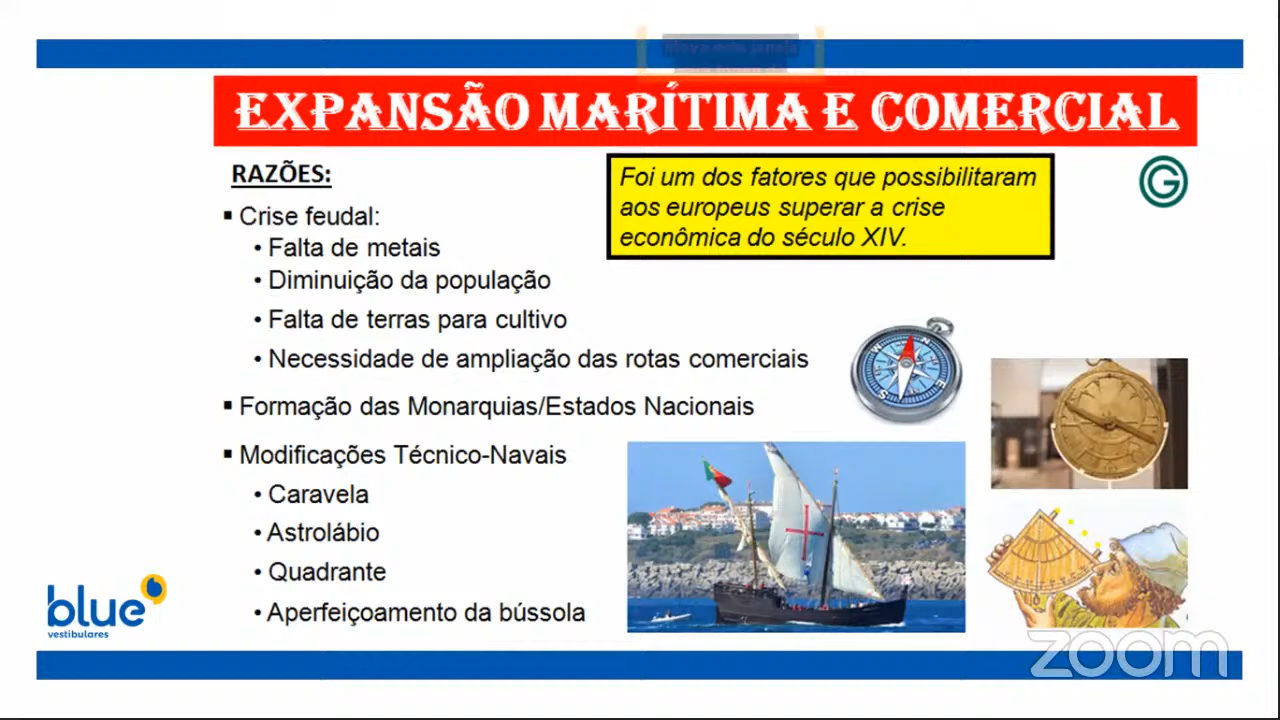 EXPANSÃO MARÍTIMA E COMERCIAL
RAZÕES:
Foi um dos fatores que possibilitaram
aos europeus superar a crise
econômica do século XIV.
▪ Crise feudal:
• Falta de metais
• Diminuição da população
• Falta de terras para cultivo
• Necessidade de ampliação das rotas comerciais
▪ Formação das Monarquias/Estados Nacionais
▪ Modificações Técnico-Navais
• Caravela
• Astrolábio
• Quadrante
• Aperfeiçoamento da bússola
N
E
S
W
blue
vestibulares
zoom